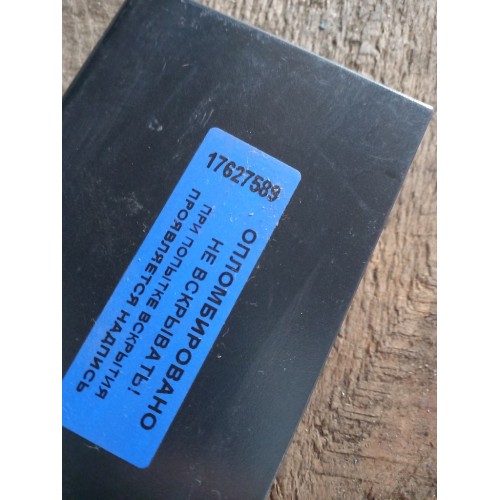 17627589
ОПЛОМБИРОВАНО
НЕ ВСКРЫВАТЬ!
ПРИ ПОПЫТКЕ ВСКРЫТИЯ
ПРОЯВЛЯЕТСЯ НАДПИСЬ